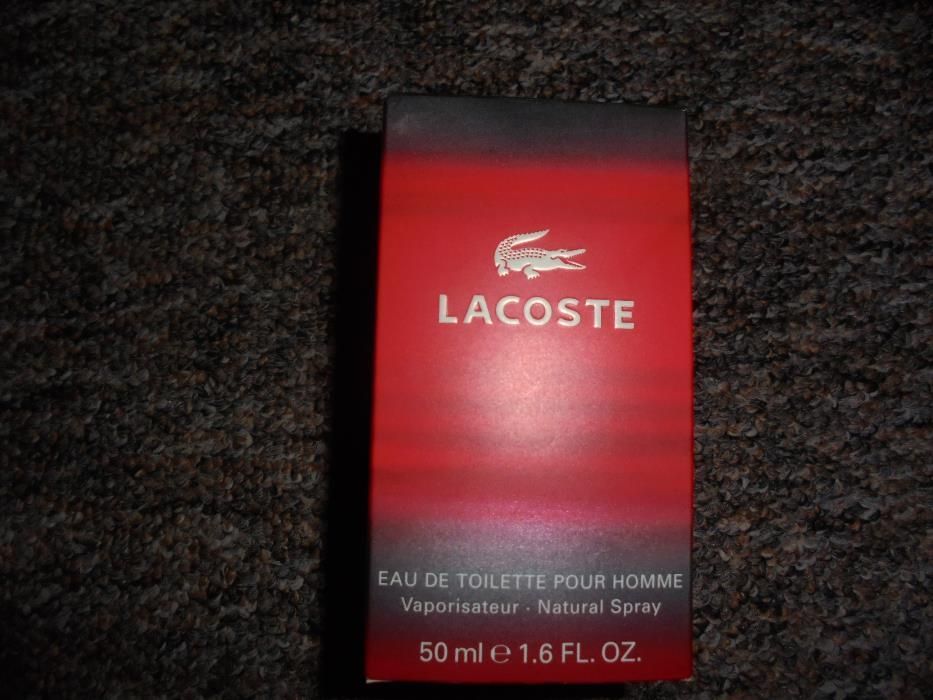 LACOSTE
EAU DE TOILETTE POUR HOMME
Vaporisateur · Natural Spray
50 ml ℮ 1.6 FL. OZ.